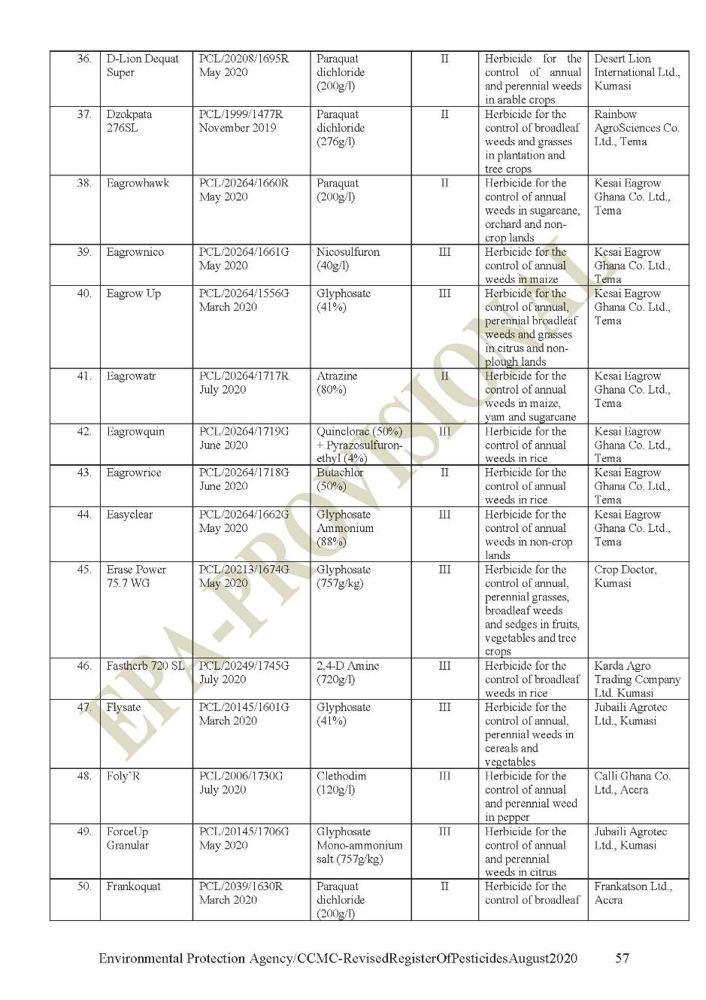 36. D-Lion Dequat Super PCL/20208/1695R May 2020 Paraquat dichloride (200g/l) II Herbicide for the control of annual and perennial weeds in arable crops Desert Lion International Ltd., Kumasi
37. Dzokpata 276SL PCL/1999/1477R November 2019 Paraquat dichloride (276g/l) II Herbicide for the control of broadleaf weeds and grasses in plantation and tree crops Rainbow AgroSciences Co. Ltd., Tema
38. Eagrowhawk PCL/20264/1660R May 2020 Paraquat (200g/l) II Herbicide for the control of annual weeds in sugarcane, orchard and non-crop lands Kesai Eagrow Ghana Co. Ltd., Tema
39. Eagrownico PCL/20264/1661G May 2020 Nicosulfuron (40g/l) III Herbicide for the control of annual weeds in maize Kesai Eagrow Ghana Co. Ltd., Tema
40. Eagrow Up PCL/20264/1556G March 2020 Glyphosate (41%) III Herbicide for the control of annual, perennial broadleaf weeds and grasses in citrus and non-plough lands Kesai Eagrow Ghana Co. Ltd., Tema
41. Eagrowatr PCL/20264/1717R July 2020 Atrazine (80%) II Herbicide for the control of annual weeds in maize, yam and sugarcane Kesai Eagrow Ghana Co. Ltd., Tema
42. Eagrowquin PCL/20264/1719G June 2020 Quinclorac (50%) + Pyrazosulfuron-ethyl (4%) III Herbicide for the control of annual weeds in rice Kesai Eagrow Ghana Co. Ltd., Tema
43. Eagrowrice PCL/20264/1718G June 2020 Butachlor (50%) II Herbicide for the control of annual weeds in rice Kesai Eagrow Ghana Co. Ltd., Tema
44. Easyclear PCL/20264/1662G May 2020 Glyphosate Ammonium (88%) III Herbicide for the control of annual weeds in non-crop lands Kesai Eagrow Ghana Co. Ltd., Tema
45. Erase Power 75.7 WG PCL/20213/1674G May 2020 Glyphosate (757g/kg) III Herbicide for the control of annual, perennial grasses, broadleaf weeds and sedges in fruits, vegetables and tree crops Crop Doctor, Kumasi
46. Fastherb 720 SL PCL/20249/1745G July 2020 2,4-D Amine (720g/l) III Herbicide for the control of broadleaf weeds in rice Karda Agro Trading Company Ltd. Kumasi
47. Flysate PCL/20145/1601G March 2020 Glyphosate (41%) III Herbicide for the control of annual, perennial weeds in cereals and vegetables Jubaili Agrotec Ltd., Kumasi
48. Foly’R PCL/2006/1730G July 2020 Clethodim (120g/l) III Herbicide for the control of annual and perennial weed in pepper Calli Ghana Co. Ltd., Accra
49. ForceUp Granular PCL/20145/1706G May 2020 Glyphosate Mono-ammonium salt (757g/kg) III Herbicide for the control of annual and perennial weeds in citrus Jubaili Agrotec Ltd., Kumasi
50. Frankoquat PCL/2039/1630R March 2020 Paraquat dichloride (200g/l) II Herbicide for the control of broadleaf Frankatson Ltd., Accra
EPA-PROVISIONAL
Environmental Protection Agency/CCMC-RevisedRegisterOfPesticidesAugust2020 57